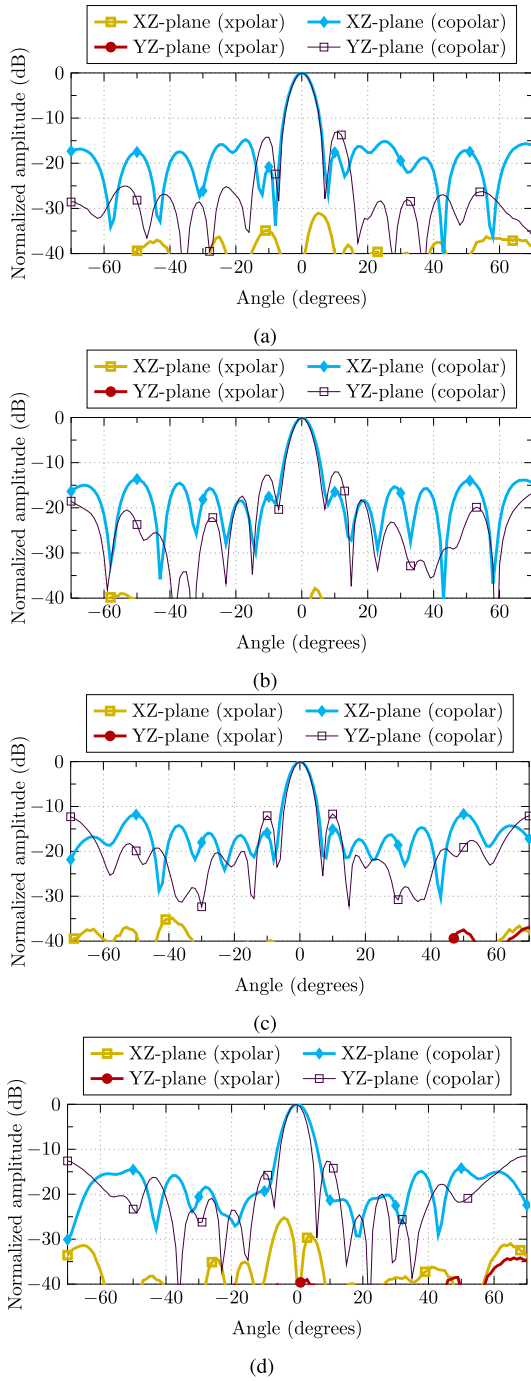 XZ-plane (xpolar) XZ-plane (copolar)
YZ-plane (xpolar) YZ-plane (copolar)
Normalized amplitude (dB)
0
−10
−20
−30
−40
−60 −40 −20 0 20 40 60
Angle (degrees)
(a)
XZ-plane (xpolar) XZ-plane (copolar)
YZ-plane (xpolar) YZ-plane (copolar)
Normalized amplitude (dB)
0
−10
−20
−30
−40
−60 −40 −20 0 20 40 60
Angle (degrees)
(b)
XZ-plane (xpolar) XZ-plane (copolar)
YZ-plane (xpolar) YZ-plane (copolar)
Normalized amplitude (dB)
0
−10
−20
−30
−40
−60 −40 −20 0 20 40 60
Angle (degrees)
(c)
XZ-plane (xpolar) XZ-plane (copolar)
YZ-plane (xpolar) YZ-plane (copolar)
Normalized amplitude (dB)
0
−10
−20
−30
−40
−60 −40 −20 0 20 40 60
Angle (degrees)
(d)